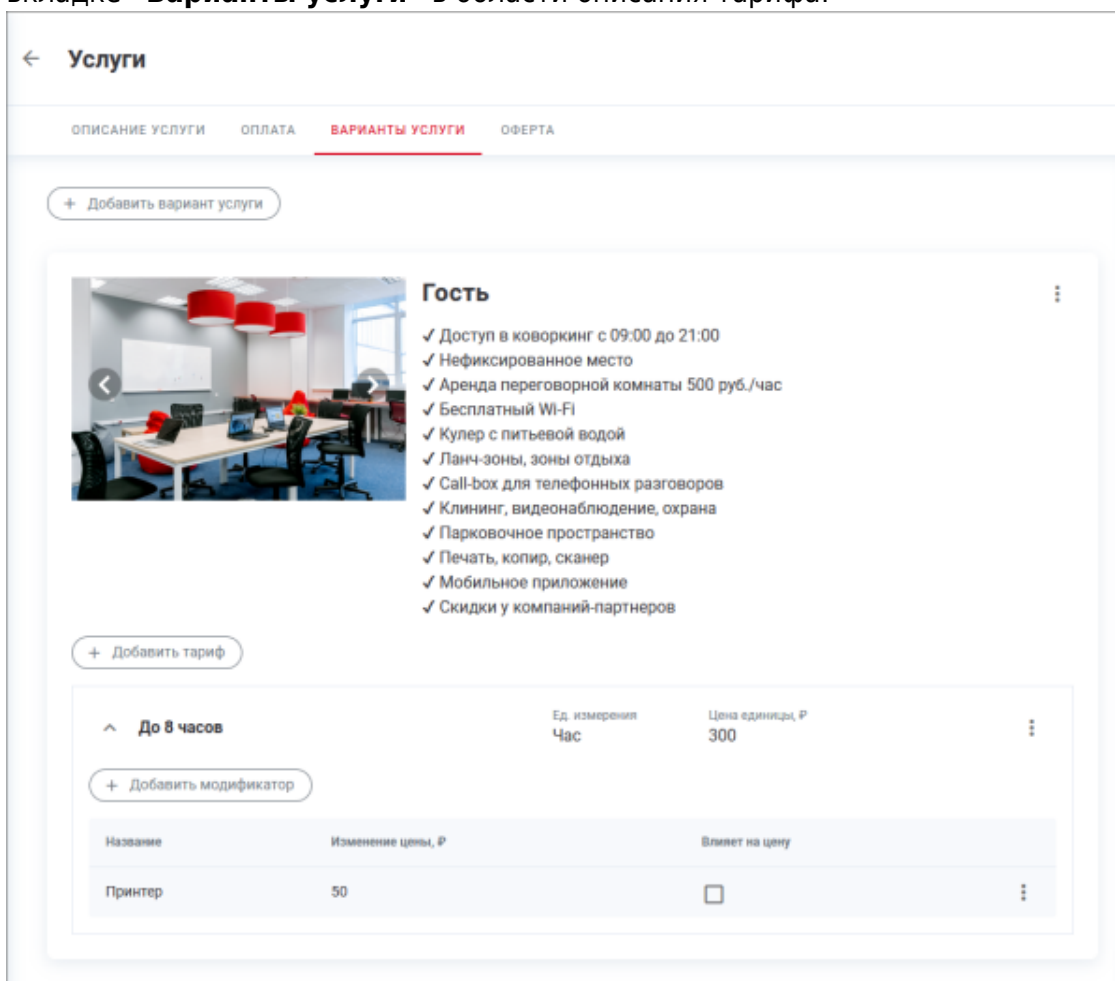 вкладке "Варианты услуги" в области описания тарифа.
Услуги
ОПИСАНИЕ УСЛУГИ ОПЛАТА ВАРИАНТЫ УСЛУГИ ОФЕРТА
+ Добавить вариант услуги
Гость
✓ Доступ в коворкинг с 09:00 до 21:00
✓ Нефиксированное место
✓ Аренда переговорной комнаты 500 руб./час
✓ Бесплатный Wi-Fi
✓ Кулер с питьевой водой
✓ Ланч-зоны, зоны отдыха
✓ Call-box для телефонных разговоров
✓ Клининг, видеонаблюдение, охрана
✓ Парковочное пространство
✓ Печать, копир, сканер
✓ Мобильное приложение
✓ Скидки у компаний-партнеров
+ Добавить тариф
Ед. измерения Цена единицы, ₽
До 8 часов Час 300
+ Добавить модификатор
Название Изменение цены, ₽ Влияет на цену
Принтер 50